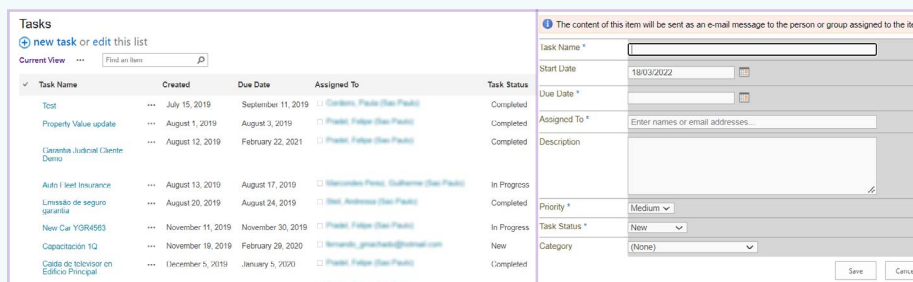 Tasks
new task or edit this list
Current View ••• Find an item
Task Name Created Due Date Assigned To Task Status
Test ••• July 15, 2019 September 11, 2019 Completed
Property Value update ••• August 1, 2019 August 3, 2019 Completed
Garantia Judicial Cliente Demo ••• August 12, 2019 February 22, 2021 Completed
Auto Fleet Insurance ••• August 13, 2019 August 17, 2019 In Progress
Emissão de seguro garantia ••• August 20, 2019 August 24, 2019 Completed
New Car YGR4563 ••• November 11, 2019 November 30, 2019 In Progress
Capacitación 1Q ••• November 19, 2019 February 29, 2020 New
Caida de televisor en Edificio Principal ••• December 5, 2019 January 5, 2020 Completed
The content of this item will be sent as an e-mail message to the person or group assigned to the ite
Task Name *
Start Date 18/03/2022
Due Date *
Assigned To * Enter names or email addresses...
Description
Priority * Medium
Task Status * New
Category (None)
Save Cance